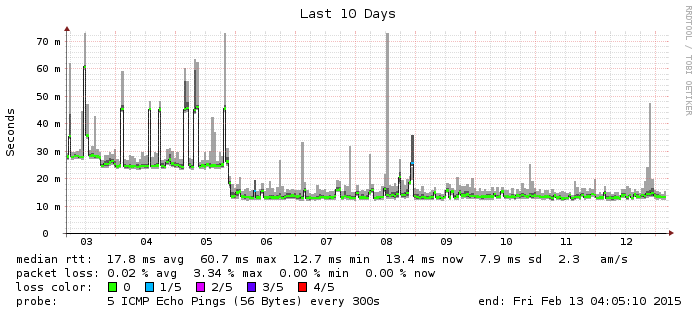 Last 10 Days
RRDTOOL / TOBI OETIKER
Seconds
70 m
60 m
50 m
40 m
30 m
20 m
10 m
0
03 04 05 06 07 08 09 10 11 12
median rtt: 17.8 ms avg 60.7 ms max 12.7 ms min 13.4 ms now 7.9 ms sd 2.3 am/s
packet loss: 0.02 % avg 3.34 % max 0.00 % min 0.00 % now
loss color: 0 1/5 2/5 3/5 4/5
probe: 5 ICMP Echo Pings (56 Bytes) every 300s end: Fri Feb 13 04:05:10 2015